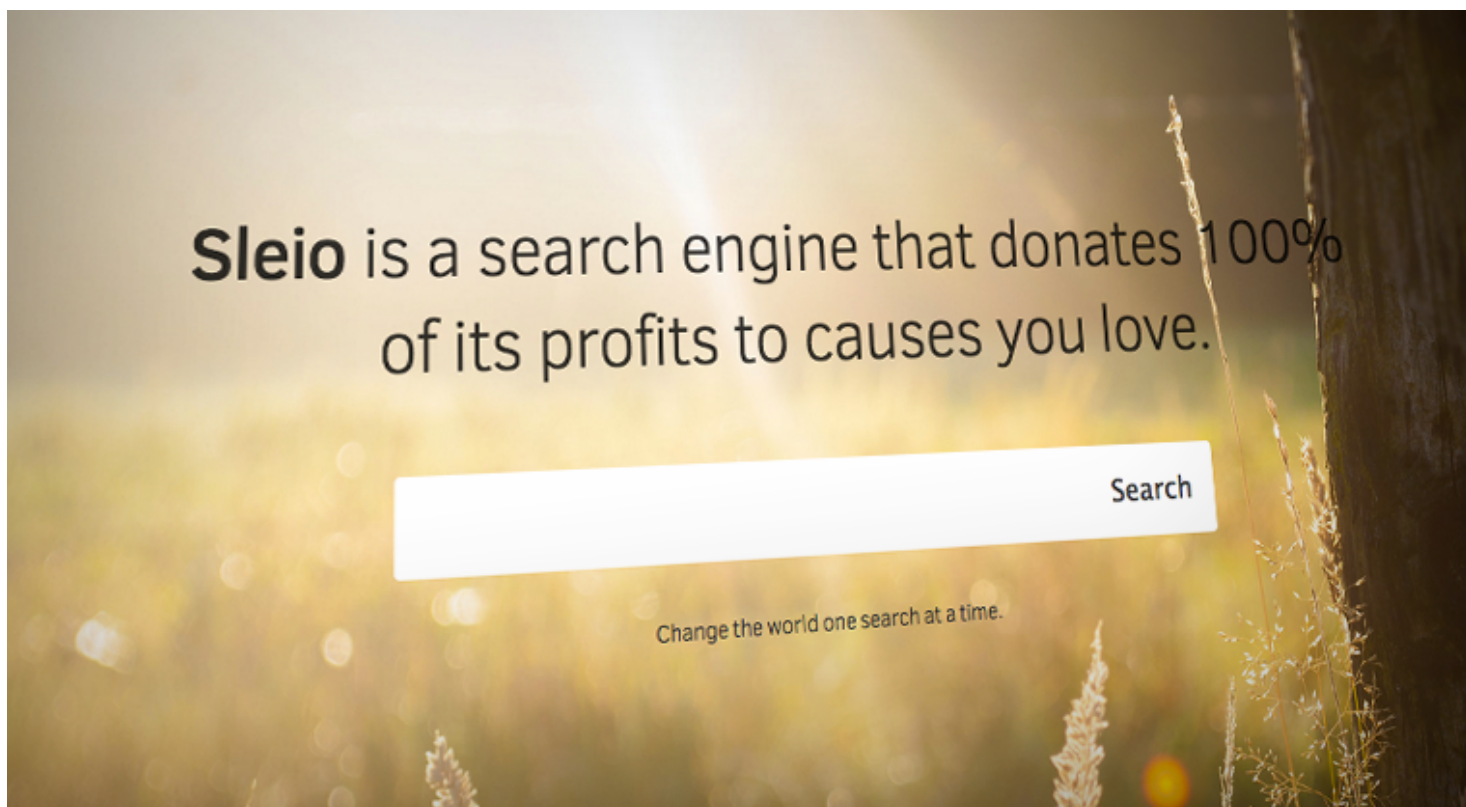 Sleio is a search engine that donates 100%
of its profits to causes you love.
Search
Change the world one search at a time.